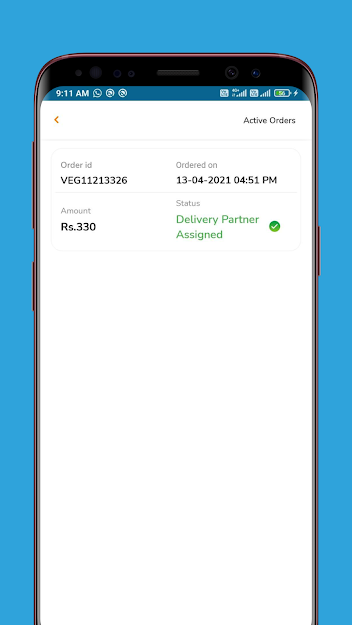 9:11 AM
Active Orders
Order id
Ordered on
VEG11213326
13-04-2021 04:51 PM
Amount
Status
Rs.330
Delivery Partner
Assigned